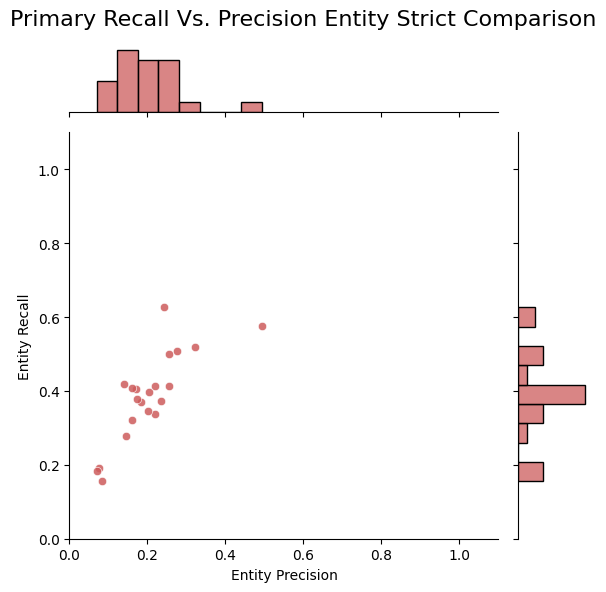 Primary Recall Vs. Precision Entity Strict Comparison
1.0
0.8
0.6
0.4
0.2
0.0
Entity Recall
0.0 0.2 0.4 0.6 0.8 1.0
Entity Precision